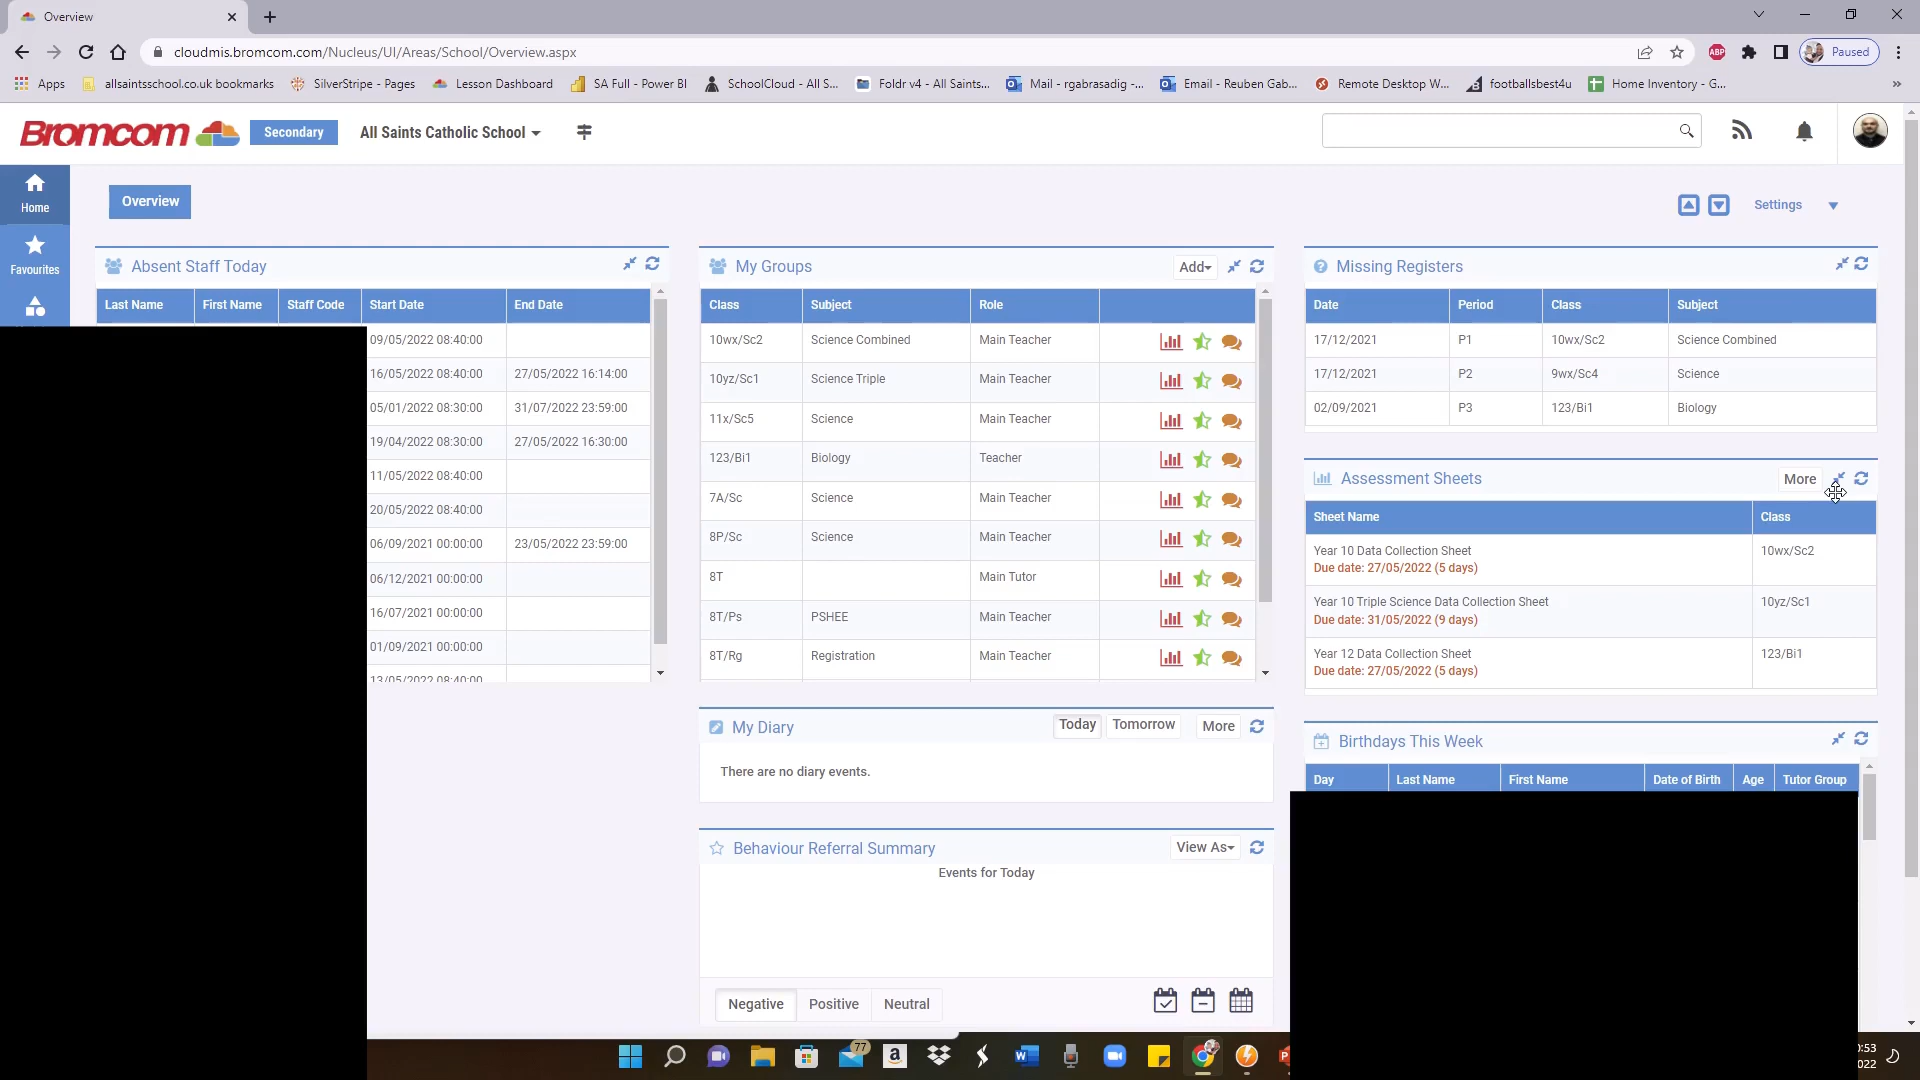 Overview
cloudmis.bromcom.com/Nucleus/UI/Areas/School/Overview.aspx
ABP
Paused
Apps
allsaintsschool.co.uk bookmarks
SilverStripe - Pages
Lesson Dashboard
SA Full - Power BI
SchoolCloud - All S...
Foldr v4 - All Saints...
Mail - rgabrasadig -...
Email - Reuben Gab...
Remote Desktop W...
footballsbest4u
Home Inventory - G...
Bromcom
Secondary
All Saints Catholic School
Home
Favourites
Overview
Settings
Absent Staff Today
Last Name First Name Staff Code Start Date End Date
09/05/2022 08:40:00
16/05/2022 08:40:00 27/05/2022 16:14:00
05/01/2022 08:30:00 31/07/2022 23:59:00
19/04/2022 08:30:00 27/05/2022 16:30:00
11/05/2022 08:40:00
20/05/2022 08:40:00
06/09/2021 00:00:00 23/05/2022 23:59:00
06/12/2021 00:00:00
16/07/2021 00:00:00
01/09/2021 00:00:00
13/05/2022 08:40:00
My Groups
Add
Class Subject Role
10wx/Sc2 Science Combined Main Teacher
10yz/Sc1 Science Triple Main Teacher
11x/Sc5 Science Main Teacher
123/Bi1 Biology Teacher
7A/Sc Science Main Teacher
8P/Sc Science Main Teacher
8T Main Tutor
8T/Ps PSHEE Main Teacher
8T/Rg Registration Main Teacher
My Diary
Today Tomorrow More
There are no diary events.
Behaviour Referral Summary
View As
Events for Today
Negative Positive Neutral
Missing Registers
Date Period Class Subject
17/12/2021 P1 10wx/Sc2 Science Combined
17/12/2021 P2 9wx/Sc4 Science
02/09/2021 P3 123/Bi1 Biology
Assessment Sheets
More
Sheet Name Class
Year 10 Data Collection Sheet 10wx/Sc2
Due date: 27/05/2022 (5 days)
Year 10 Triple Science Data Collection Sheet 10yz/Sc1
Due date: 31/05/2022 (9 days)
Year 12 Data Collection Sheet 123/Bi1
Due date: 27/05/2022 (5 days)
Birthdays This Week
Day Last Name First Name Date of Birth Age Tutor Group
77
:53
022